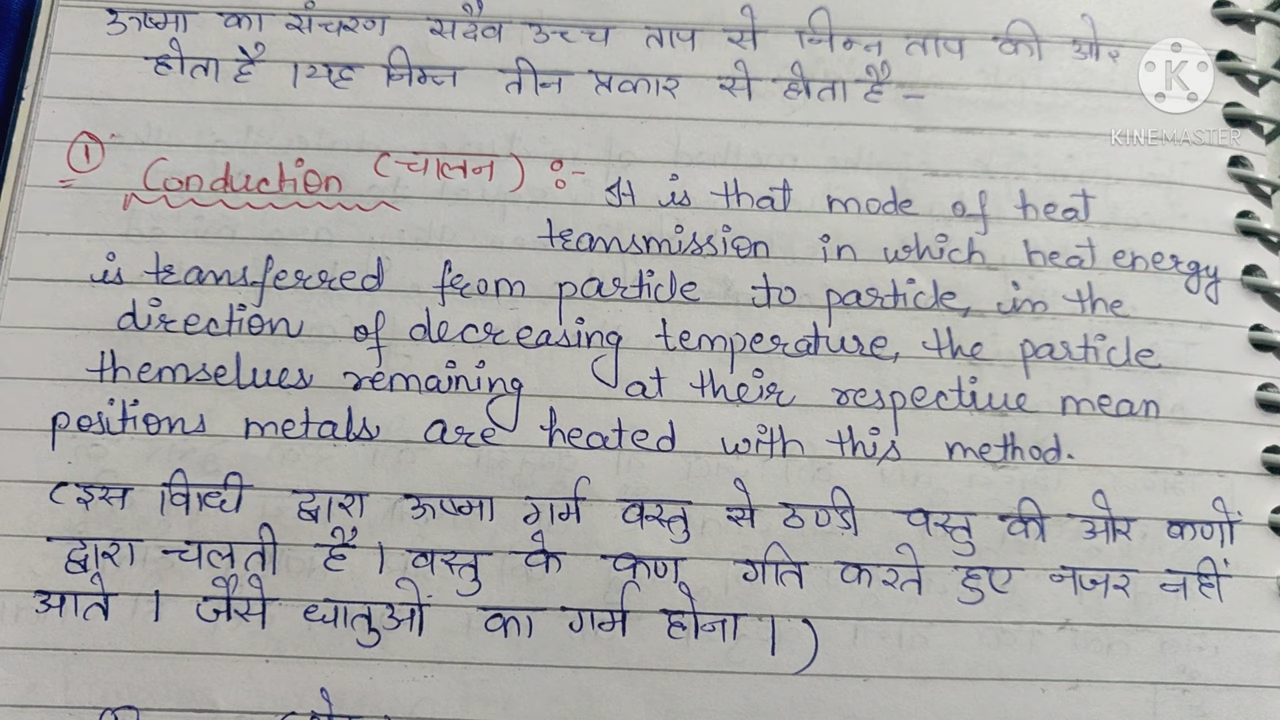 ऊष्मा का संचरण सदैव उच्च ताप से निम्न ताप की ओर
होता है । यह निम्न तीन प्रकार से होता है –
① Conduction (चालन) :- It is that mode of heat
transmission in which heat energy
is transferred from particle to particle, in the
direction of decreasing temperature, the particle
themselves remaining at their respective mean
positions metals are heated with this method.
(इस विधी द्वारा ऊष्मा गर्म वस्तु से ठण्डी वस्तु की ओर कणों
द्वारा चलती है । वस्तु के कण गति करते हुए नजर नहीं
आते । जैसे धातुओं का गर्म होना ।)
K
KINEMASTER